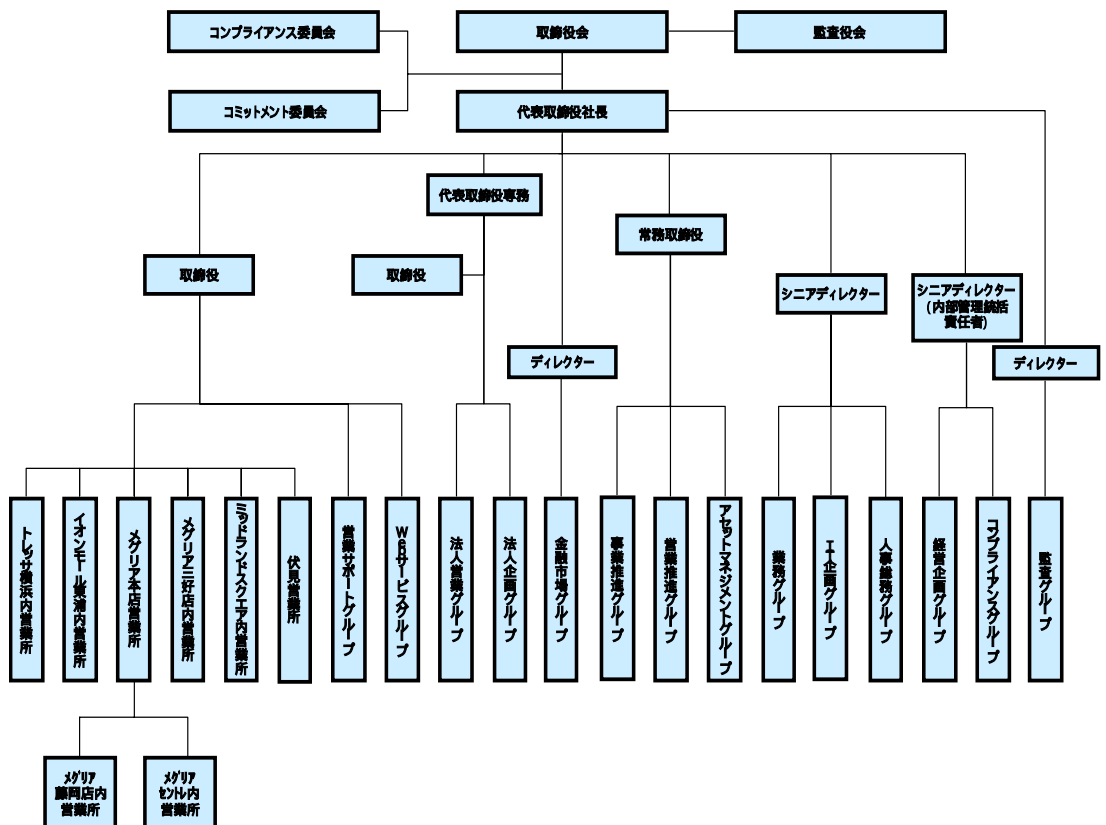 コンプライアンス委員会
取締役会
監査役会
コミットメント委員会
代表取締役社長
代表取締役専務
常務取締役
取締役
取締役
シニアディレクター
シニアディレクター
(内部管理統括
責任者)
ディレクター
ディレクター
トレッサ横浜内営業所
イオンモール東浦内営業所
メグリア本店営業所
メグリア三好店内営業所
ミッドランドスクエア内営業所
伏見営業所
営業サポートグループ
Webサービスグループ
法人営業グループ
法人企画グループ
金融市場グループ
事業推進グループ
営業推進グループ
アセットマネジメントグループ
業務グループ
IT企画グループ
人事総務グループ
経営企画グループ
コンプライアンスグループ
監査グループ
メグリア
藤岡店内
営業所
メグリア
セントレ内
営業所